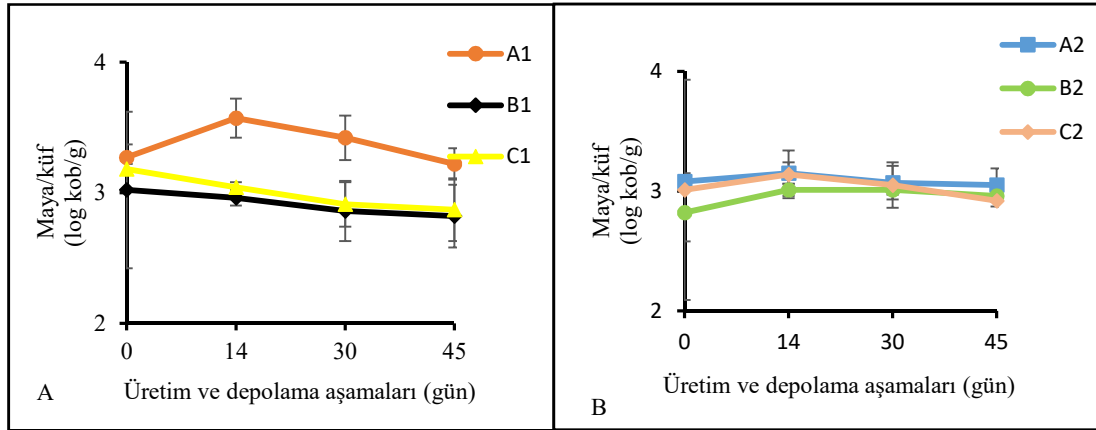 A1
B1
C1
4
3
2
Maya/küf
(log kob/g)
0 14 30 45
Üretim ve depolama aşamaları (gün)
A
A2
B2
C2
4
3
2
Maya/küf
(log kob/g)
0 14 30 45
Üretim ve depolama aşamaları (gün)
B